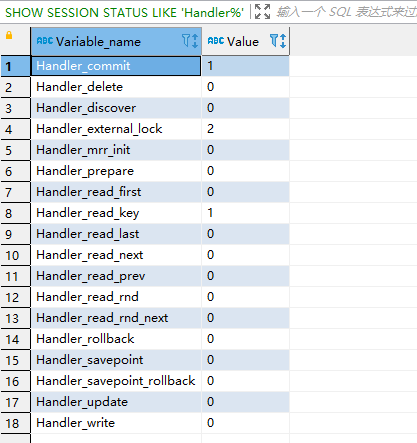 SHOW SESSION STATUS LIKE 'Handler%' 输入一个 SQL 表达式来过
ABC Variable_name ABC Value
1 Handler_commit 1
2 Handler_delete 0
3 Handler_discover 0
4 Handler_external_lock 2
5 Handler_mrr_init 0
6 Handler_prepare 0
7 Handler_read_first 0
8 Handler_read_key 1
9 Handler_read_last 0
10 Handler_read_next 0
11 Handler_read_prev 0
12 Handler_read_rnd 0
13 Handler_read_rnd_next 0
14 Handler_rollback 0
15 Handler_savepoint 0
16 Handler_savepoint_rollback 0
17 Handler_update 0
18 Handler_write 0